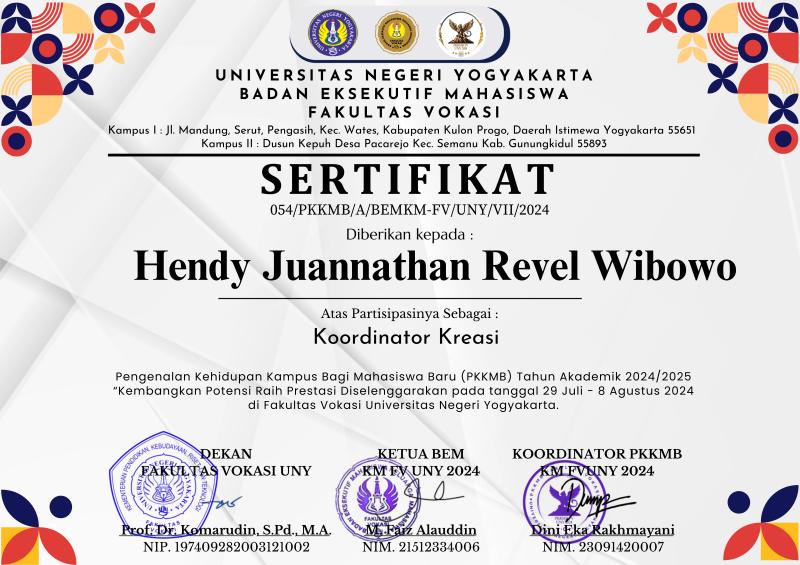 UNIVERSITAS NEGERI YOGYAKARTA
BADAN EKSEKUTIF MAHASISWA
FAKULTAS VOKASI
Kampus I : Jl. Mandung, Serut, Pengasih, Kec. Wates, Kabupaten Kulon Progo, Daerah Istimewa Yogyakarta 55651
Kampus II : Dusun Kepuh Desa Pacarejo Kec. Semanu Kab. Gunungkidul 55893
SERTIFIKAT
054/PKKMB/A/BEMKM-FV/UNY/VII/2024
Diberikan kepada :
Hendy Juannathan Revel Wibowo
Atas Partisipasinya Sebagai :
Koordinator Kreasi
Pengenalan Kehidupan Kampus Bagi Mahasiswa Baru (PKKMB) Tahun Akademik 2024/2025
“Kembangkan Potensi Raih Prestasi Diselenggarakan pada tanggal 29 Juli - 8 Agustus 2024
di Fakultas Vokasi Universitas Negeri Yogyakarta.
DEKAN
FAKULTAS VOKASI UNY
Prof. Dr. Komarudin, S.Pd., M.A.
NIP. 197409282003121002
KETUA BEM
KM FV UNY 2024
M. Faiz Alauddin
NIM. 21512334006
KOORDINATOR PKKMB
KM FVUNY 2024
Dini Eka Rakhmayani
NIM. 23091420007